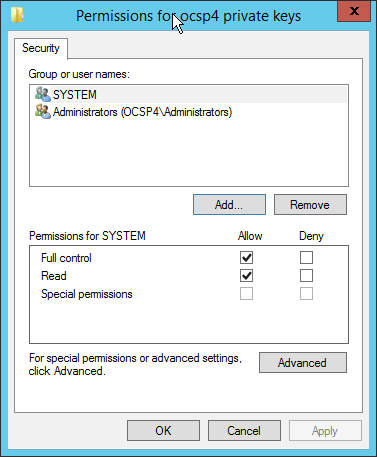 Permissions for ocsp4 private keys
Security
Group or user names:
SYSTEM
Administrators (OCSP4\Administrators)
Add...
Remove
Permissions for SYSTEM
Allow
Deny
Full control
Read
Special permissions
For special permissions or advanced settings,
click Advanced.
Advanced
OK
Cancel
Apply